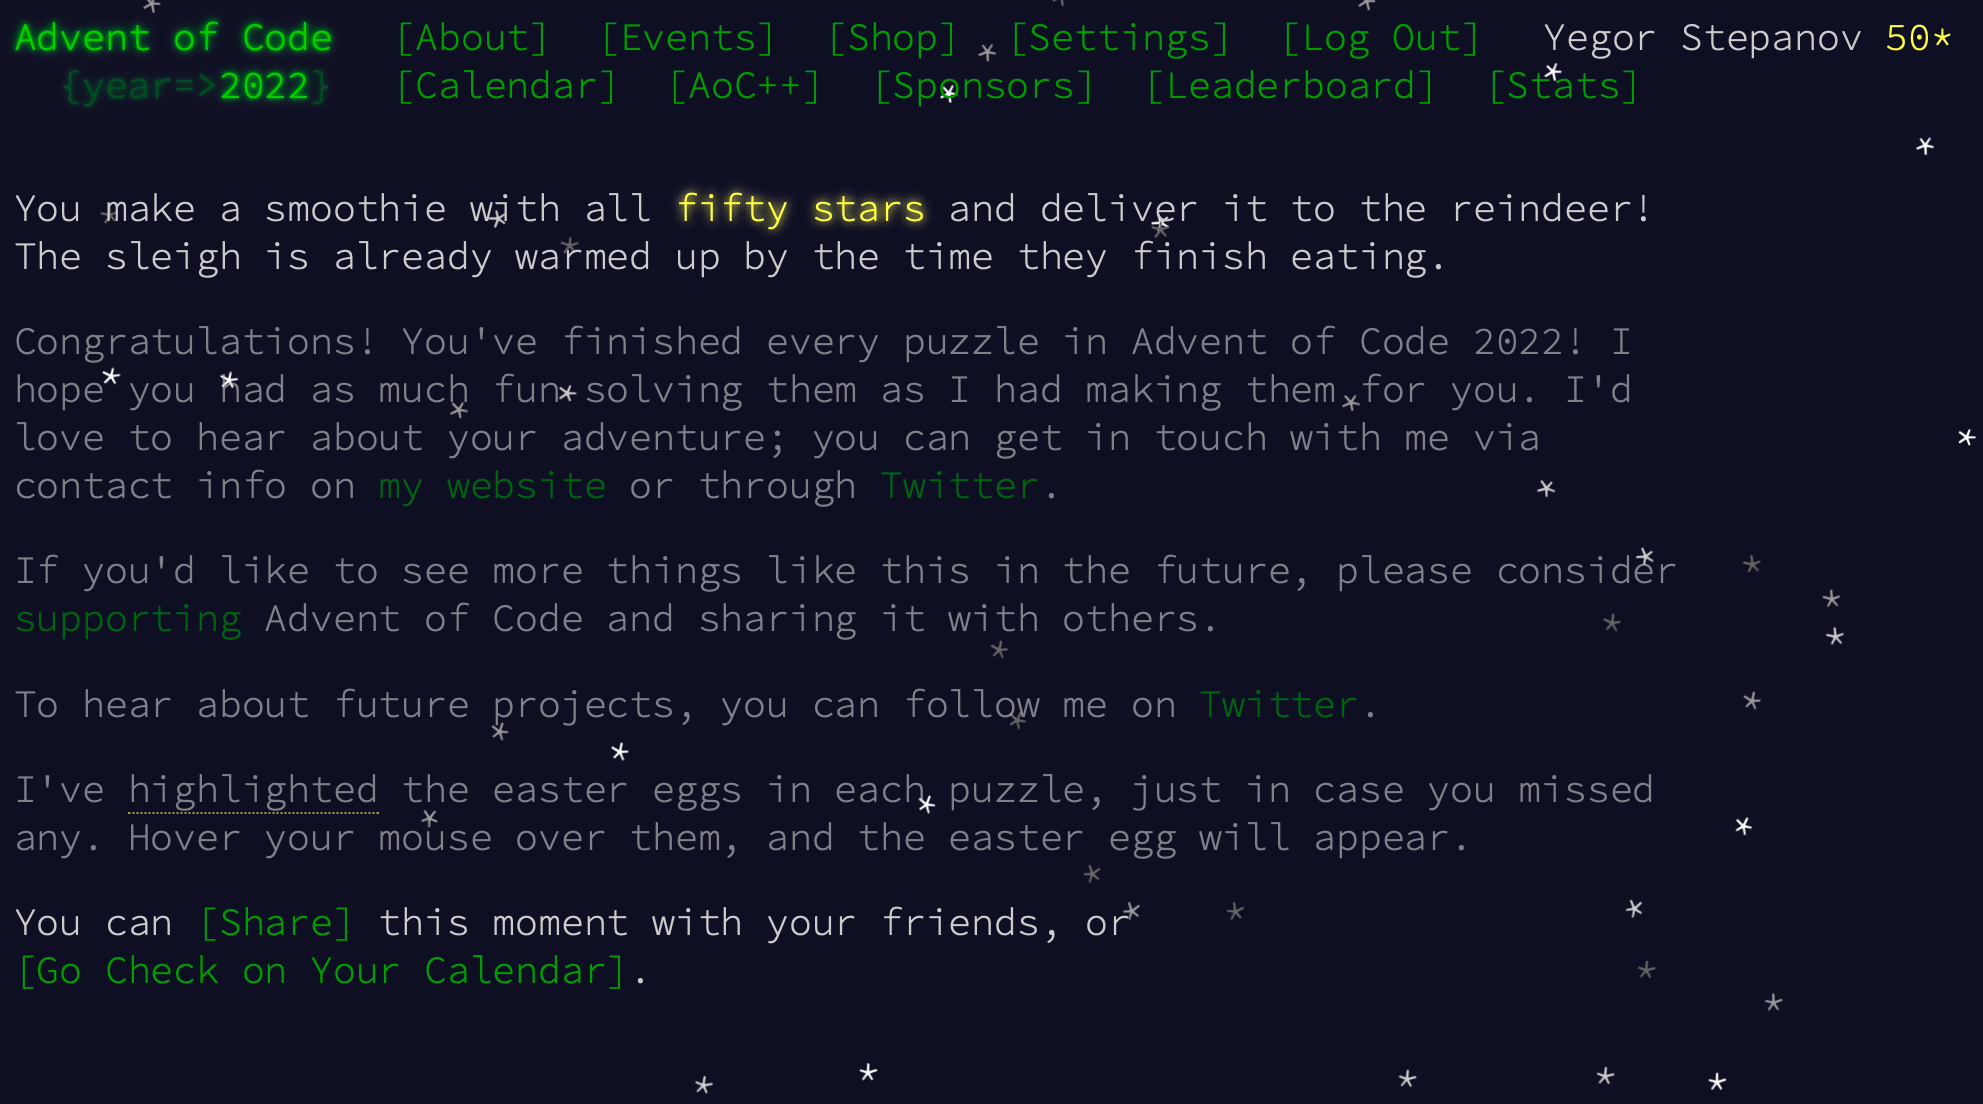 Advent of Code [About] [Events] [Shop] [Settings] [Log Out] Yegor Stepanov 50*
{year=>2022} [Calendar] [AoC++] [Sponsors] [Leaderboard] [Stats]
You make a smoothie with all fifty stars and deliver it to the reindeer!
The sleigh is already warmed up by the time they finish eating.
Congratulations! You've finished every puzzle in Advent of Code 2022! I
hope you had as much fun solving them as I had making them for you. I'd
love to hear about your adventure; you can get in touch with me via
contact info on my website or through Twitter.
If you'd like to see more things like this in the future, please consider
supporting Advent of Code and sharing it with others.
To hear about future projects, you can follow me on Twitter.
I've highlighted the easter eggs in each puzzle, just in case you missed
any. Hover your mouse over them, and the easter egg will appear.
You can [Share] this moment with your friends, or
[Go Check on Your Calendar].